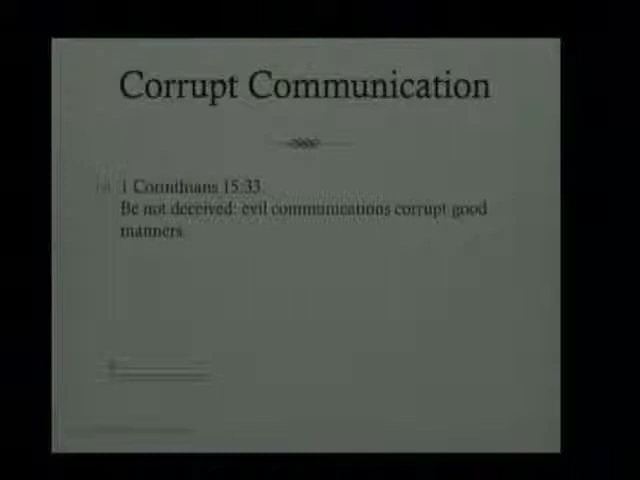 Corrupt Communication
1 Corinthians 15:33
Be not deceived: evil communications corrupt good
manners.